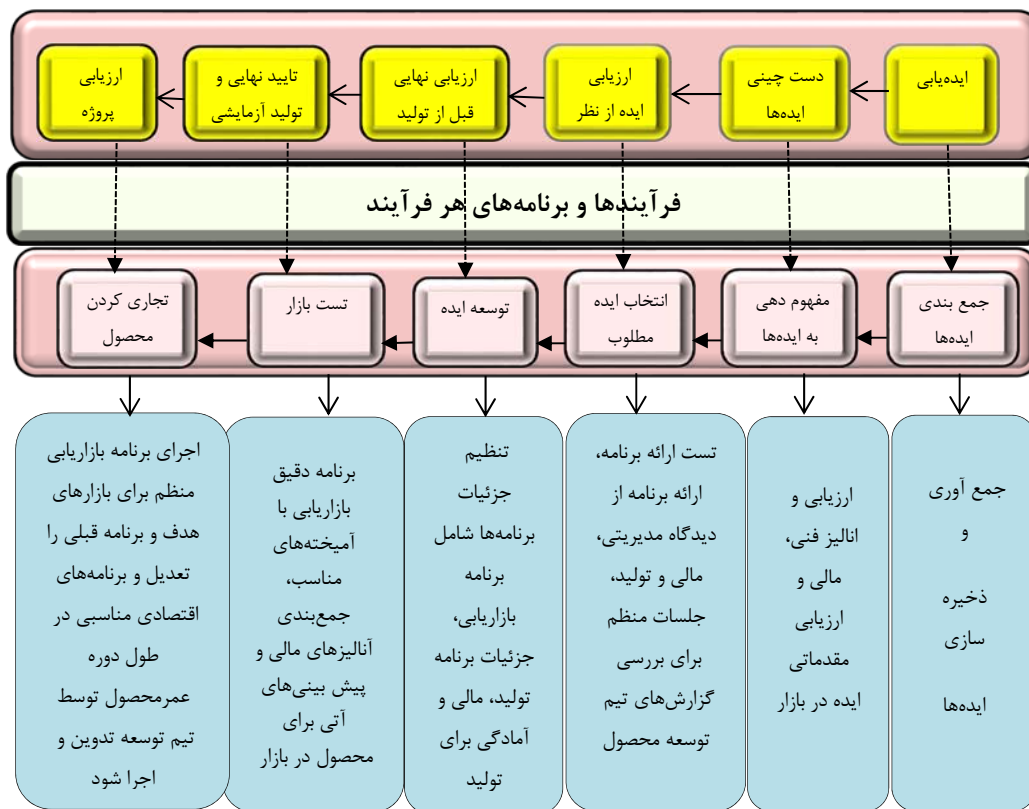 ایده‌یابی
دست چینی
ایده‌ها
ارزیابی
ایده از نظر
ارزیابی نهایی
قبل از تولید
تایید نهایی و
تولید آزمایشی
ارزیابی
پروژه
فرآیندها و برنامه‌های هر فرآیند
جمع بندی
ایده‌ها
مفهوم دهی
به ایده‌ها
انتخاب ایده
مطلوب
توسعه ایده
تست بازار
تجاری کردن
محصول
جمع آوری
و
ذخیره
سازی
ایده‌ها
ارزیابی و
انالیز فنی،
مالی و
ارزیابی
مقدماتی
ایده در بازار
تست ارائه برنامه،
ارائه برنامه از
دیدگاه مدیریتی،
مالی و تولید،
جلسات منظم
برای بررسی
گزارش‌های تیم
توسعه محصول
تنظیم
جزئیات
برنامه‌ها شامل
برنامه
بازاریابی،
جزئیات برنامه
تولید، مالی و
آمادگی برای
تولید
برنامه دقیق
بازاریابی با
آمیخته‌های
مناسب،
جمع‌بندی
آنالیزهای مالی و
پیش بینی‌های
آتی برای
محصول در بازار
اجرای برنامه بازاریابی
منظم برای بازارهای
هدف و برنامه قبلی را
تعدیل و برنامه‌های
اقتصادی مناسبی در
طول دوره
عمرمحصول توسط
تیم توسعه تدوین و
اجرا شود